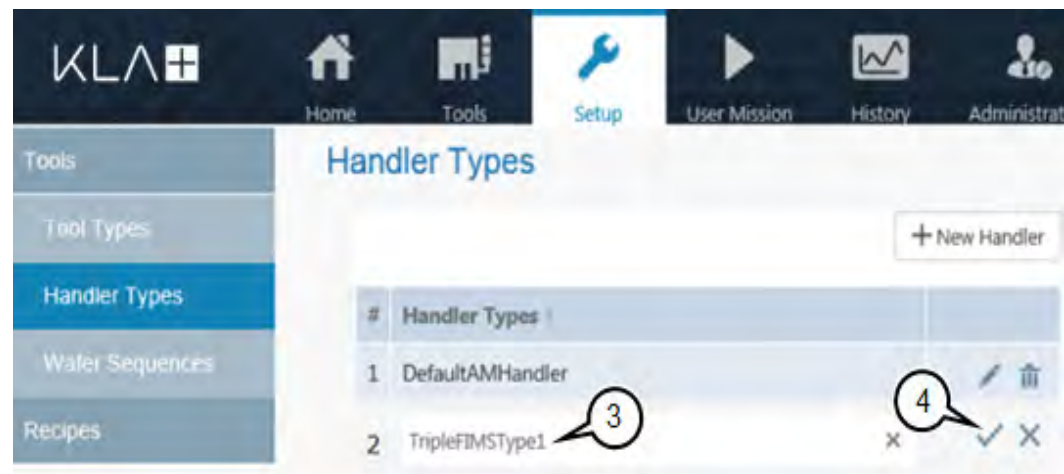 KLA+
Home Tools Setup User Mission History Administrat
Tools
Handler Types
Tool Types
+ New Handler
Handler Types
# Handler Types
Wafer Sequences
1 DefaultAMHandler
3
4
Recipes
2 TripleFIMSType1